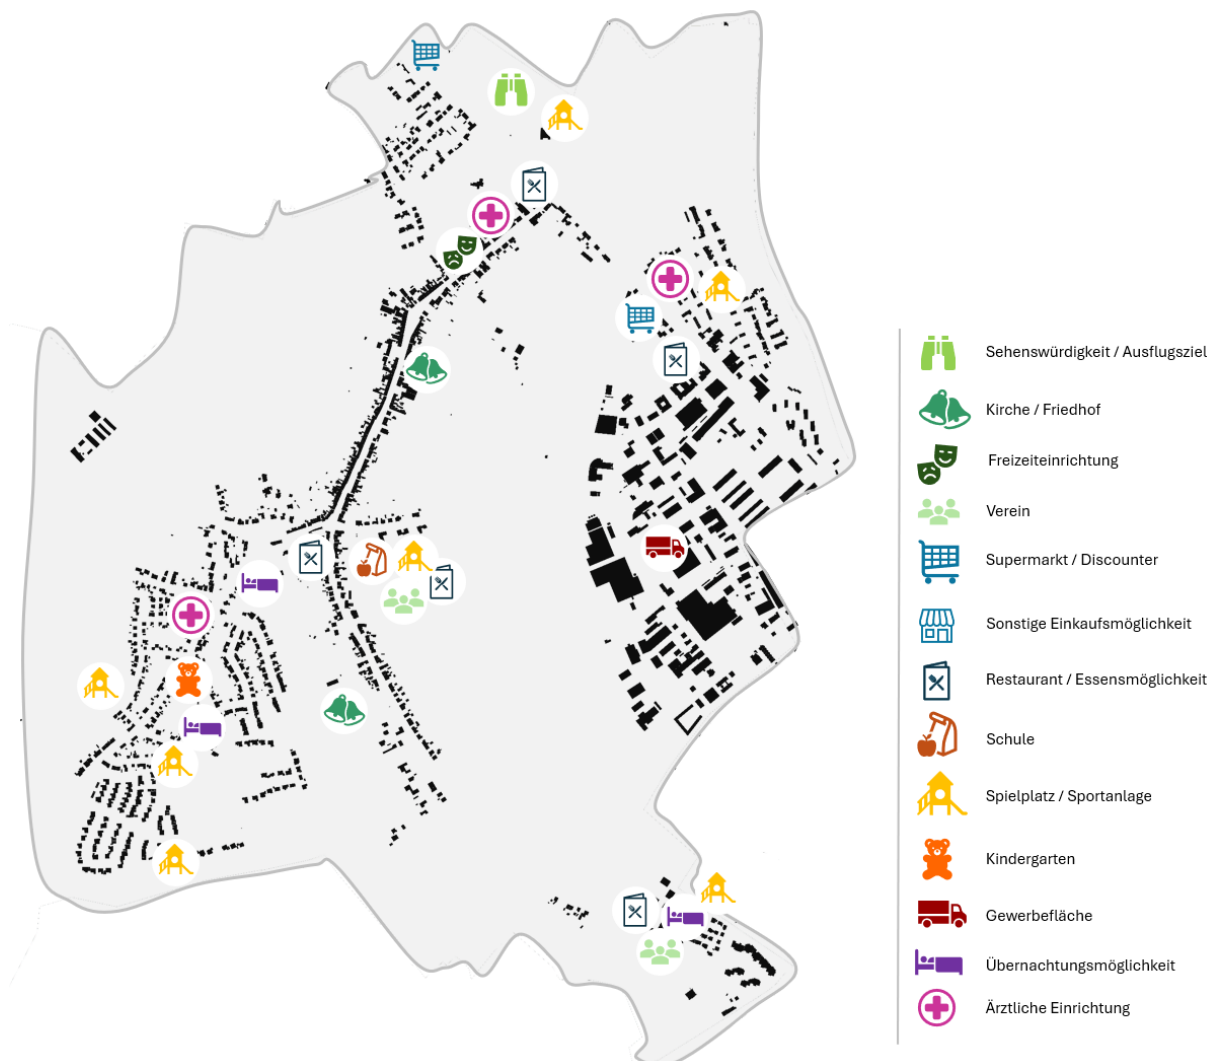 Sehenswürdigkeit / Ausflugsziel
Kirche / Friedhof
Freizeiteinrichtung
Verein
Supermarkt / Discounter
Sonstige Einkaufsmöglichkeit
Restaurant / Essensmöglichkeit
Schule
Spielplatz / Sportanlage
Kindergarten
Gewerbefläche
Übernachtungsmöglichkeit
Ärztliche Einrichtung